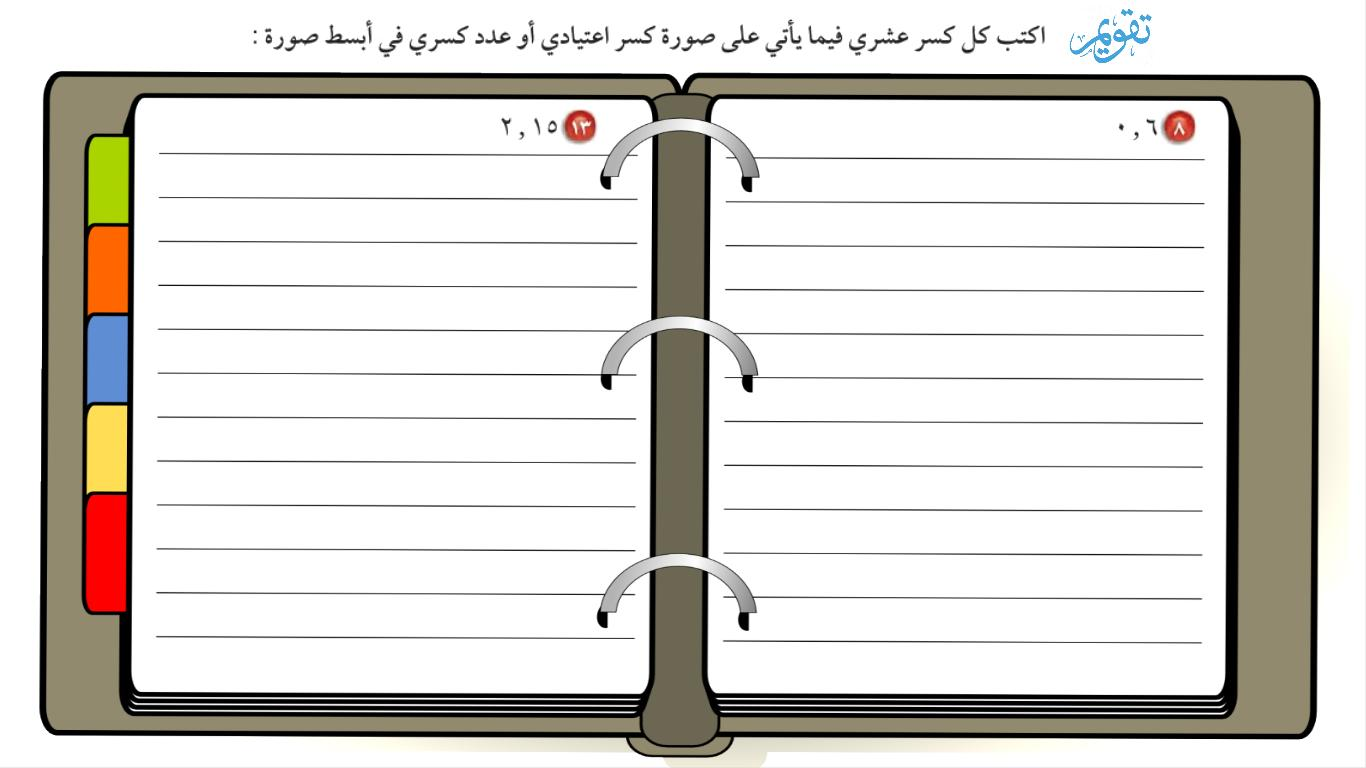 تقويم اكتب كل كسر عشري فيما يأتي على صورة كسر اعتيادي أو عدد كسري في أبسط صورة :
٨ ٠,٦
١٣ ٢,١٥